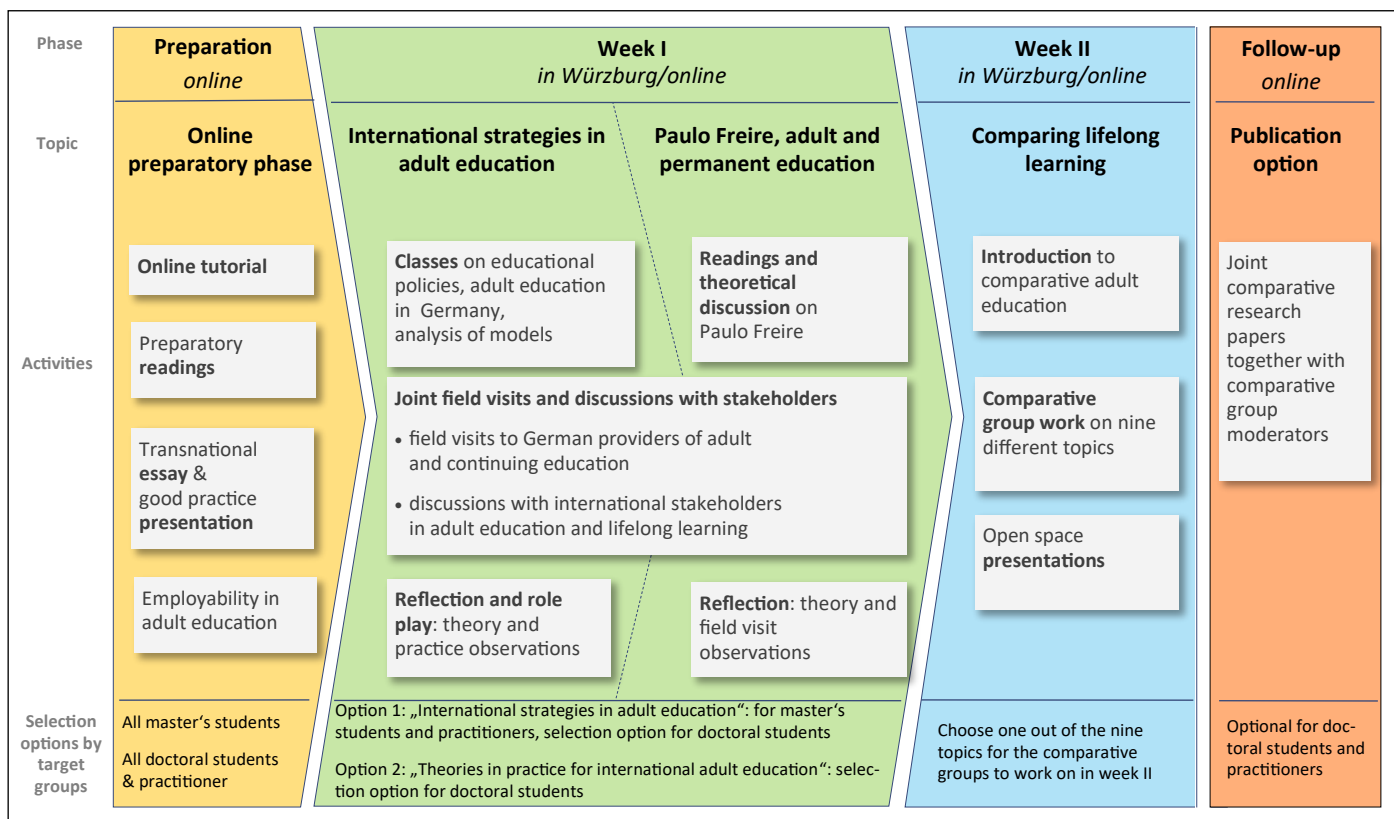 Phase
Preparation
online
Week I
in Würzburg/online
Week II
in Würzburg/online
Follow-up
online
Topic
Online
preparatory phase
International strategies in
adult education
Paulo Freire, adult and
permanent education
Comparing lifelong
learning
Publication
option
Activities
Online tutorial
Preparatory
readings
Transnational
essay &
good practice
presentation
Employability in
adult education
Classes on educational
policies, adult education
in Germany,
analysis of models
Readings and
theoretical
discussion on
Paulo Freire
Joint field visits and discussions with stakeholders
• field visits to German providers of adult
and continuing education
• discussions with international stakeholders
in adult education and lifelong learning
Reflection and role
play: theory and
practice observations
Reflection: theory and
field visit
observations
Introduction to
comparative adult
education
Comparative
group work on nine
different topics
Open space
presentations
Joint
comparative
research
papers
together with
comparative
group
moderators
Selection
options by
target
groups
All master‘s students
All doctoral students
& practitioner
Option 1: „International strategies in adult education“: for master‘s
students and practitioners, selection option for doctoral students
Option 2: „Theories in practice for international adult education“: selec-
tion option for doctoral students
Choose one out of the nine
topics for the comparative
groups to work on in week II
Optional for doc-
toral students and
practitioners